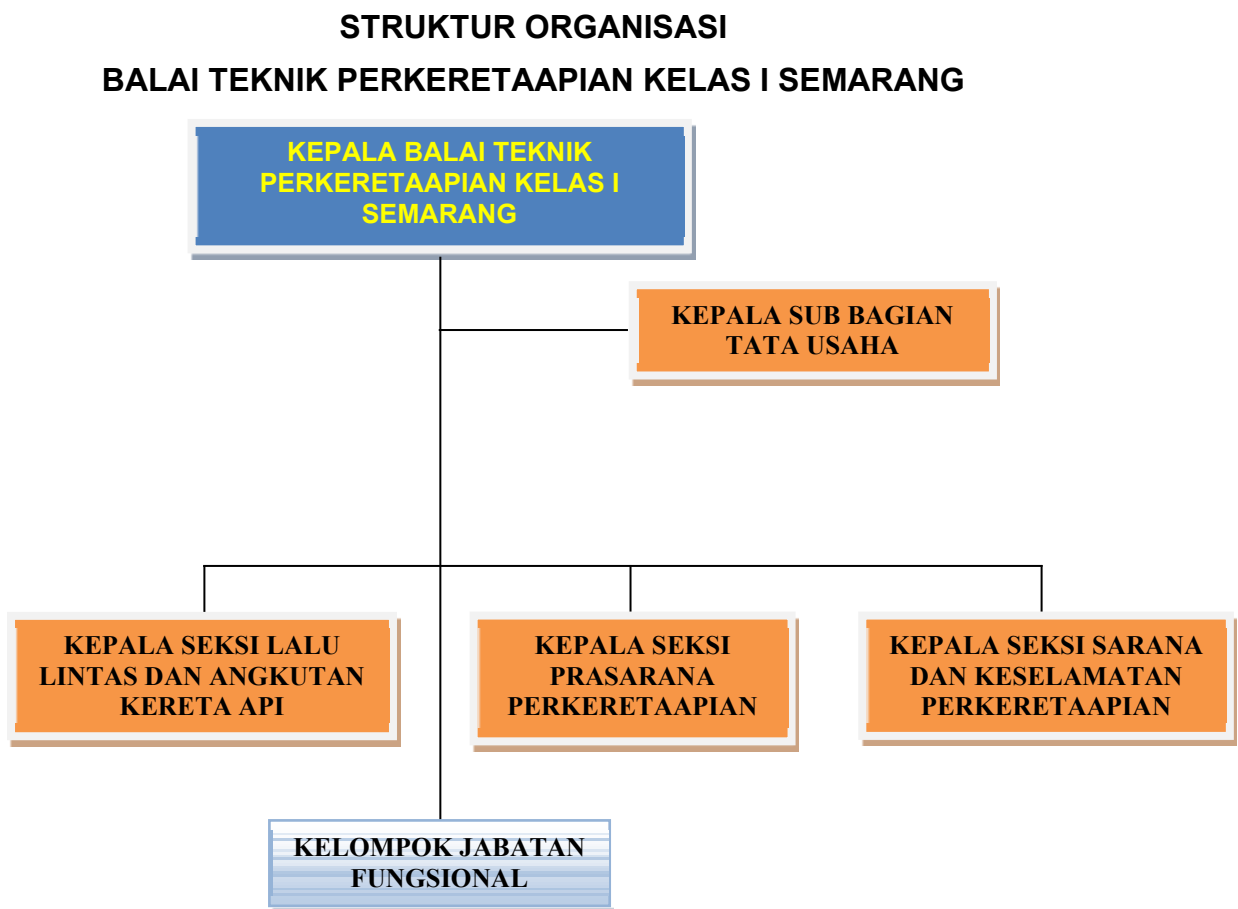 STRUKTUR ORGANISASI
BALAI TEKNIK PERKERETAAPIAN KELAS I SEMARANG
KEPALA BALAI TEKNIK
PERKERETAAPIAN KELAS I
SEMARANG
KEPALA SUB BAGIAN
TATA USAHA
KEPALA SEKSI LALU
LINTAS DAN ANGKUTAN
KERETA API
KEPALA SEKSI
PRASARANA
PERKERETAAPIAN
KEPALA SEKSI SARANA
DAN KESELAMATAN
PERKERETAAPIAN
KELOMPOK JABATAN
FUNGSIONAL